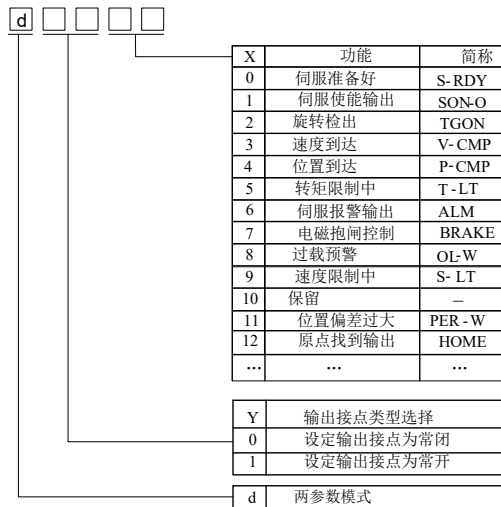 d
X 功能 简称
0 伺服准备好 S-RDY
1 伺服使能输出 SON-O
2 旋转检出 TGON
3 速度到达 V-CMP
4 位置到达 P-CMP
5 转矩限制中 T-LT
6 伺服报警输出 ALM
7 电磁抱闸控制 BRAKE
8 过载预警 OL-W
9 速度限制中 S-LT
10 保留 –
11 位置偏差过大 PER-W
12 原点找到输出 HOME
... ... ...
Y 输出接点类型选择
0 设定输出接点为常闭
1 设定输出接点为常开
d 两参数模式